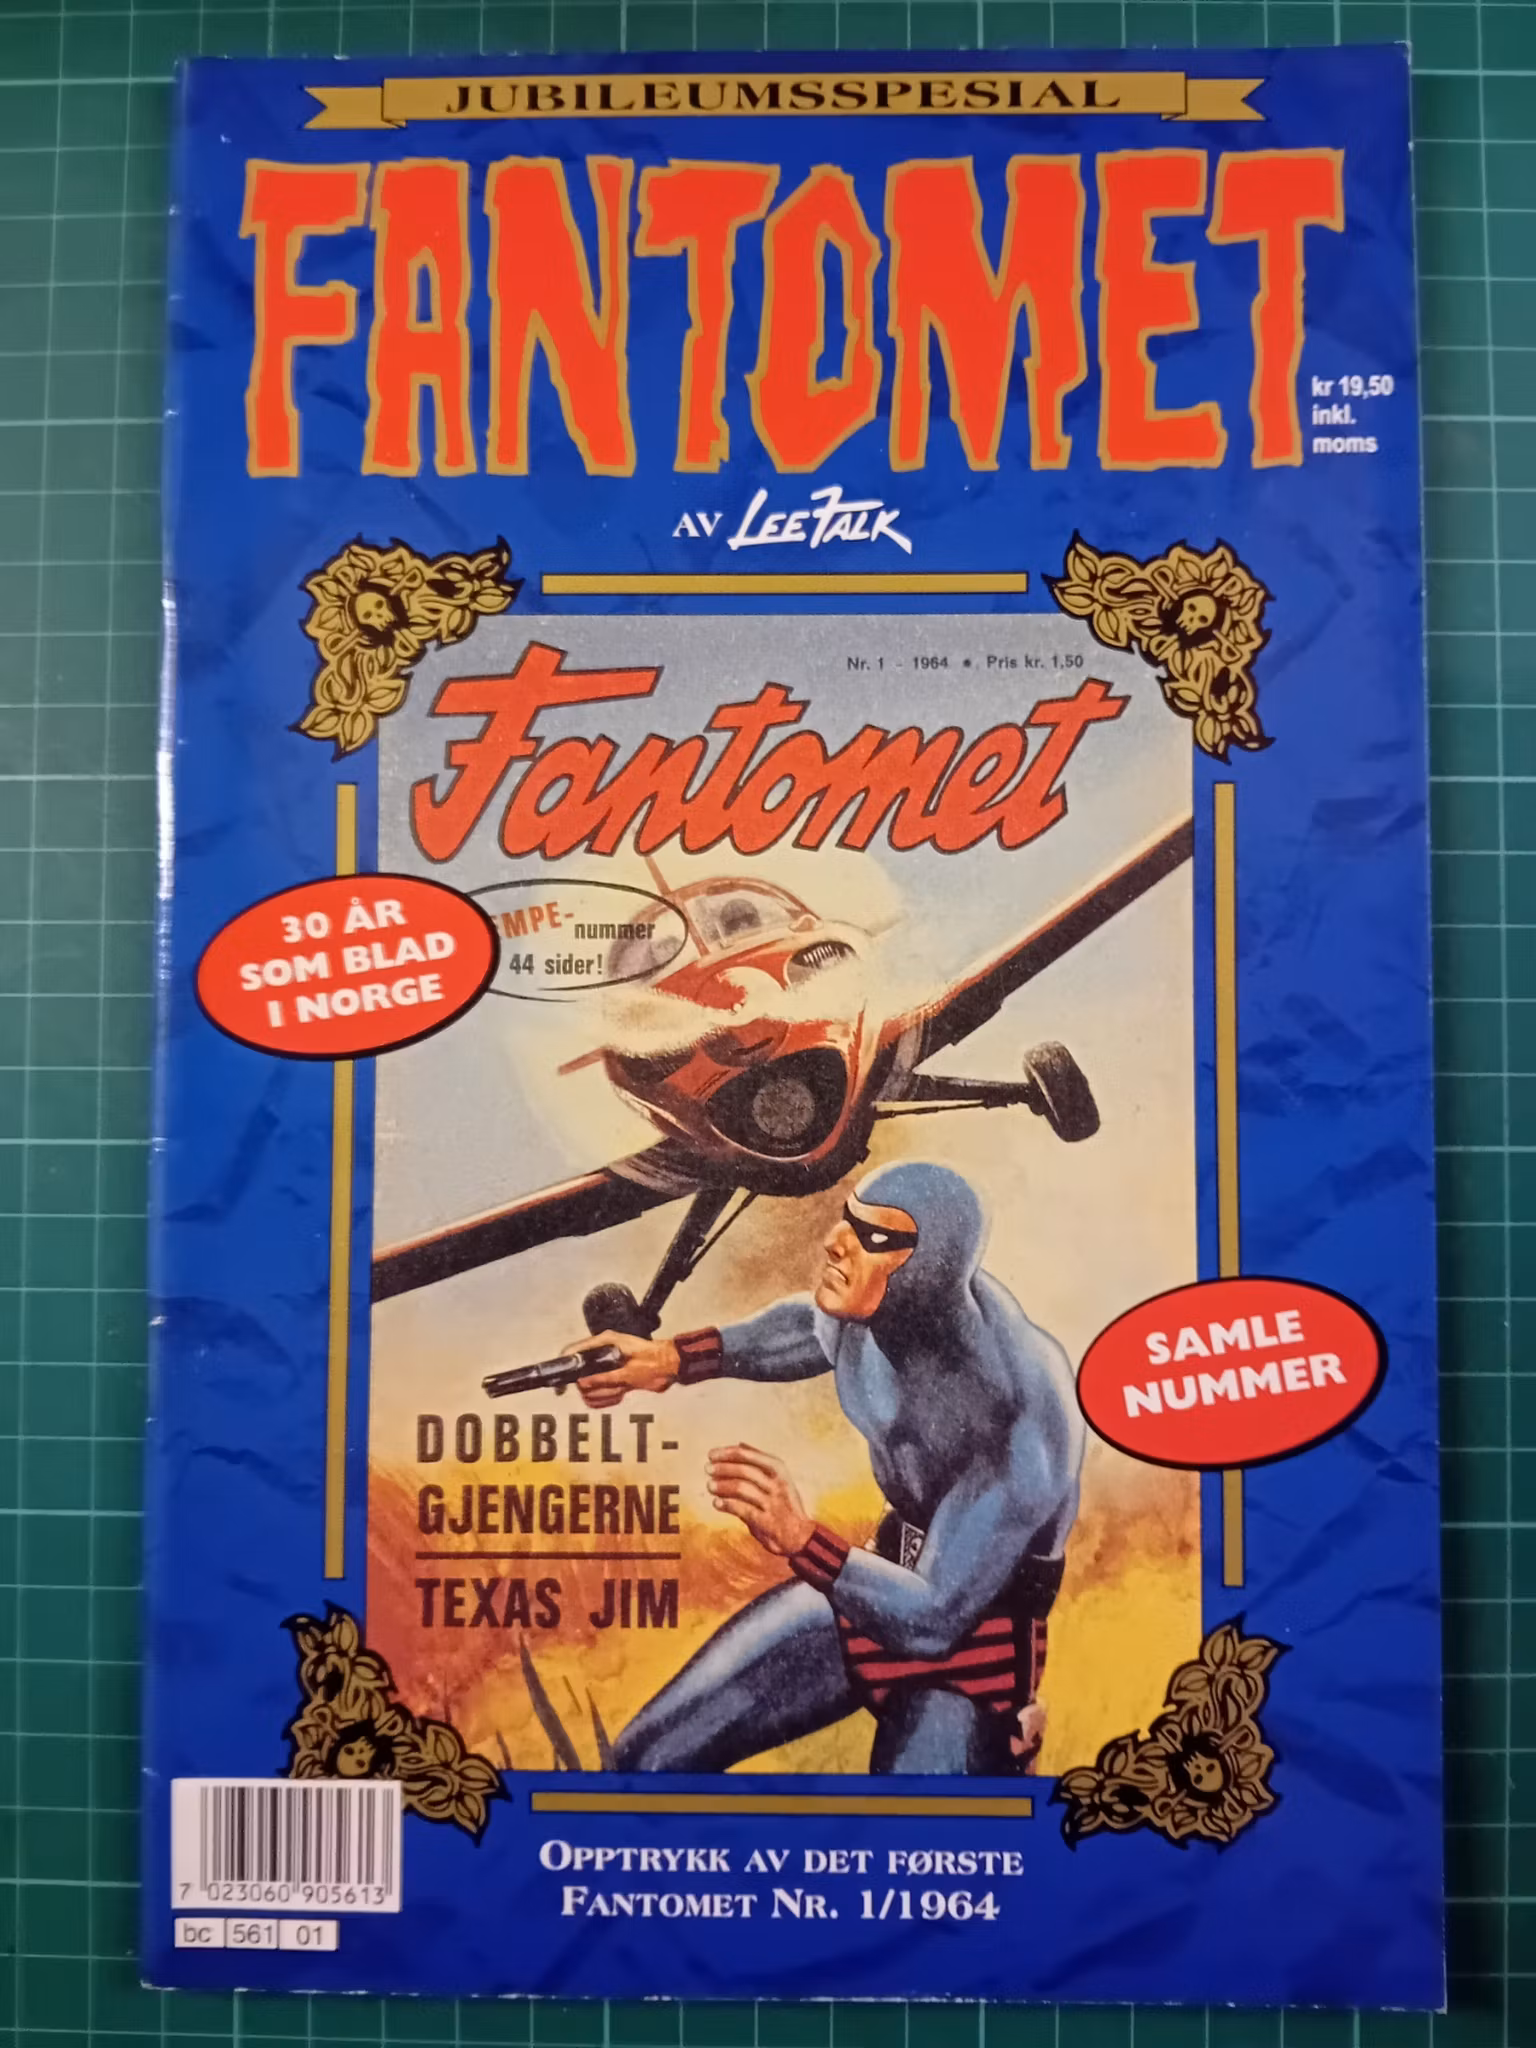 JUBILEUMSSPESIAL
FANTOMET
kr 19,50
inkl.
moms
AV LEE FALK
Nr. 1 - 1964 • Pris kr. 1,50
Fantomet
30 ÅR
SOM BLAD
I NORGE
MPE-nummer
44 sider!
SAMLE
NUMMER
DOBBELT-
GJENGERNE
TEXAS JIM
OPPTRYKK AV DET FØRSTE
FANTOMET NR. 1/1964
7 023060 905613
bc 561 01